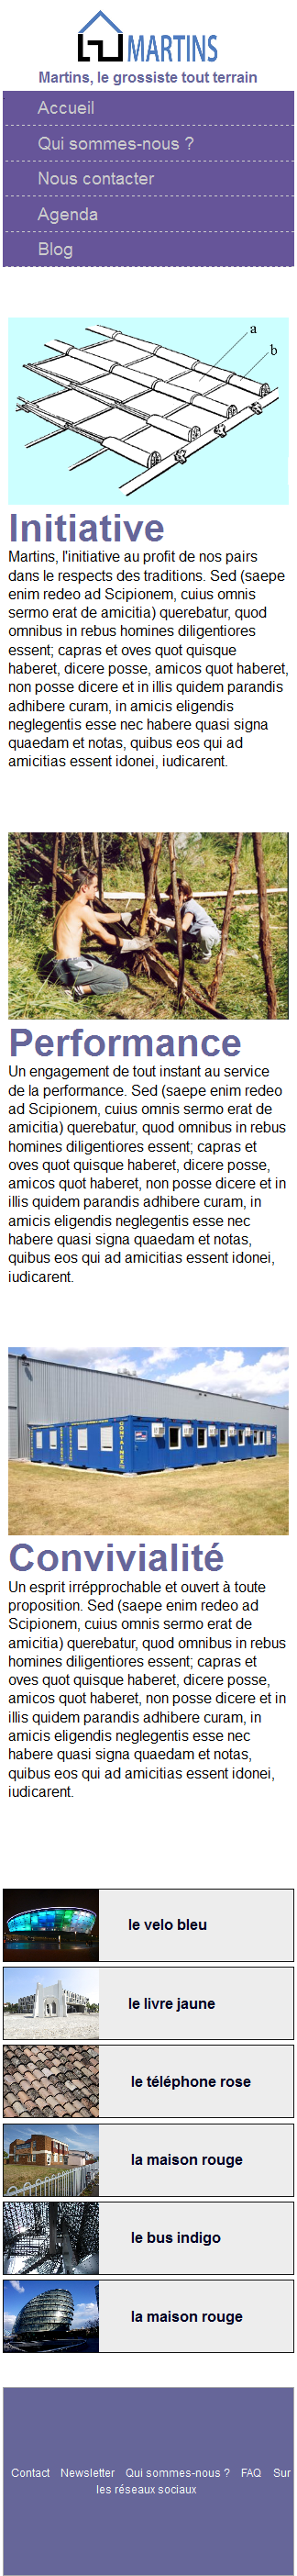 MARTINS
Martins, le grossiste tout terrain
Accueil
Qui sommes-nous ?
Nous contacter
Agenda
Blog
a
b
Initiative
Martins, l'initiative au profit de nos pairs
dans le respects des traditions. Sed (saepe
enim redeo ad Scipionem, cuius omnis
sermo erat de amicitia) querebatur, quod
omnibus in rebus homines diligentiores
essent; capras et oves quot quisque
haberet, dicere posse, amicos quot haberet,
non posse dicere et in illis quidem parandis
adhibere curam, in amicis eligendis
neglegentis esse nec habere quasi signa
quaedam et notas, quibus eos qui ad
amicitias essent idonei, iudicarent.
Performance
Un engagement de tout instant au service
de la performance. Sed (saepe enim redeo
ad Scipionem, cuius omnis sermo erat de
amicitia) querebatur, quod omnibus in rebus
homines diligentiores essent; capras et
oves quot quisque haberet, dicere posse,
amicos quot haberet, non posse dicere et in
illis quidem parandis adhibere curam, in
amicis eligendis neglegentis esse nec
habere quasi signa quaedam et notas,
quibus eos qui ad amicitias essent idonei,
iudicarent.
CONTAINEX
Convivialité
Un esprit irrépprochable et ouvert à toute
proposition. Sed (saepe enim redeo ad
Scipionem, cuius omnis sermo erat de
amicitia) querebatur, quod omnibus in rebus
homines diligentiores essent; capras et
oves quot quisque haberet, dicere posse,
amicos quot haberet, non posse dicere et in
illis quidem parandis adhibere curam, in
amicis eligendis neglegentis esse nec
habere quasi signa quaedam et notas,
quibus eos qui ad amicitias essent idonei,
iudicarent.
le velo bleu
le livre jaune
le téléphone rose
la maison rouge
le bus indigo
la maison rouge
Contact Newsletter Qui sommes-nous ? FAQ Sur
les réseaux sociaux